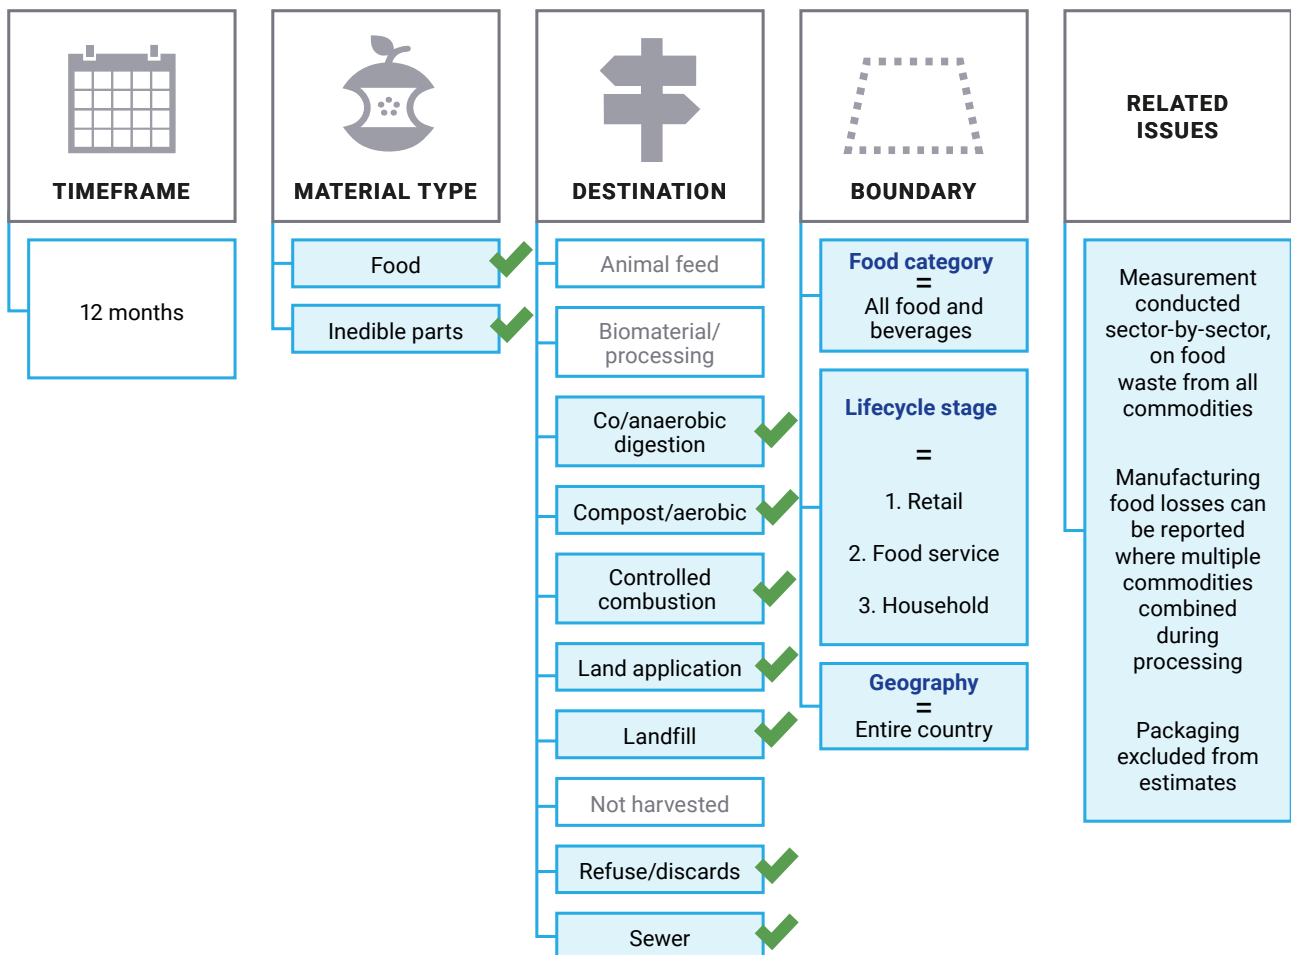 TIMEFRAME
12 months
MATERIAL TYPE
Food
Inedible parts
DESTINATION
Animal feed
Biomaterial/
processing
Co/anaerobic
digestion
Compost/aerobic
Controlled
combustion
Land application
Landfill
Not harvested
Refuse/discards
Sewer
BOUNDARY
Food category
=
All food and
beverages
Lifecycle stage
=
1. Retail
2. Food service
3. Household
Geography
=
Entire country
RELATED
ISSUES
Measurement
conducted
sector-by-sector,
on food
waste from all
commodities
Manufacturing
food losses can
be reported
where multiple
commodities
combined
during
processing
Packaging
excluded from
estimates